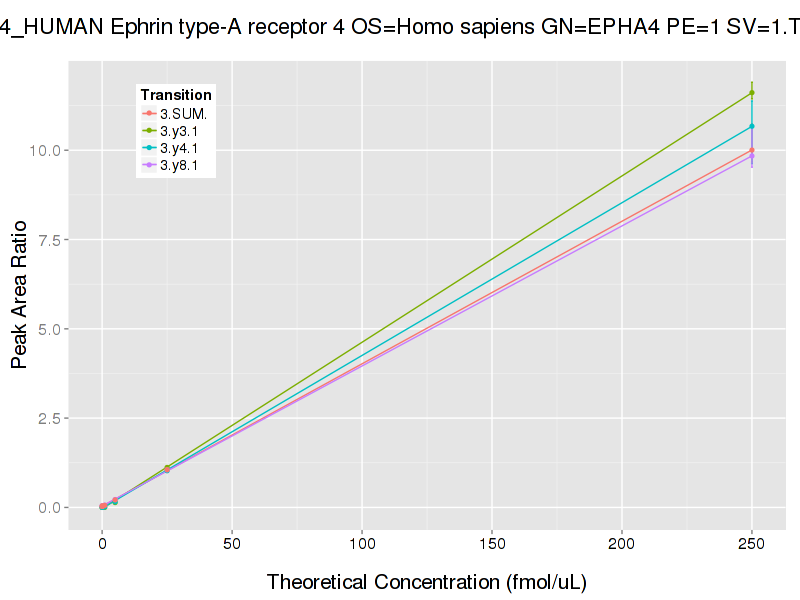 4_HUMAN Ephrin type-A receptor 4 OS=Homo sapiens GN=EPHA4 PE=1 SV=1.T
Transition
3.SUM.
3.y3.1
3.y4.1
3.y8.1
10.0
7.5
5.0
2.5
0.0
Peak Area Ratio
0 50 100 150 200 250
Theoretical Concentration (fmol/uL)